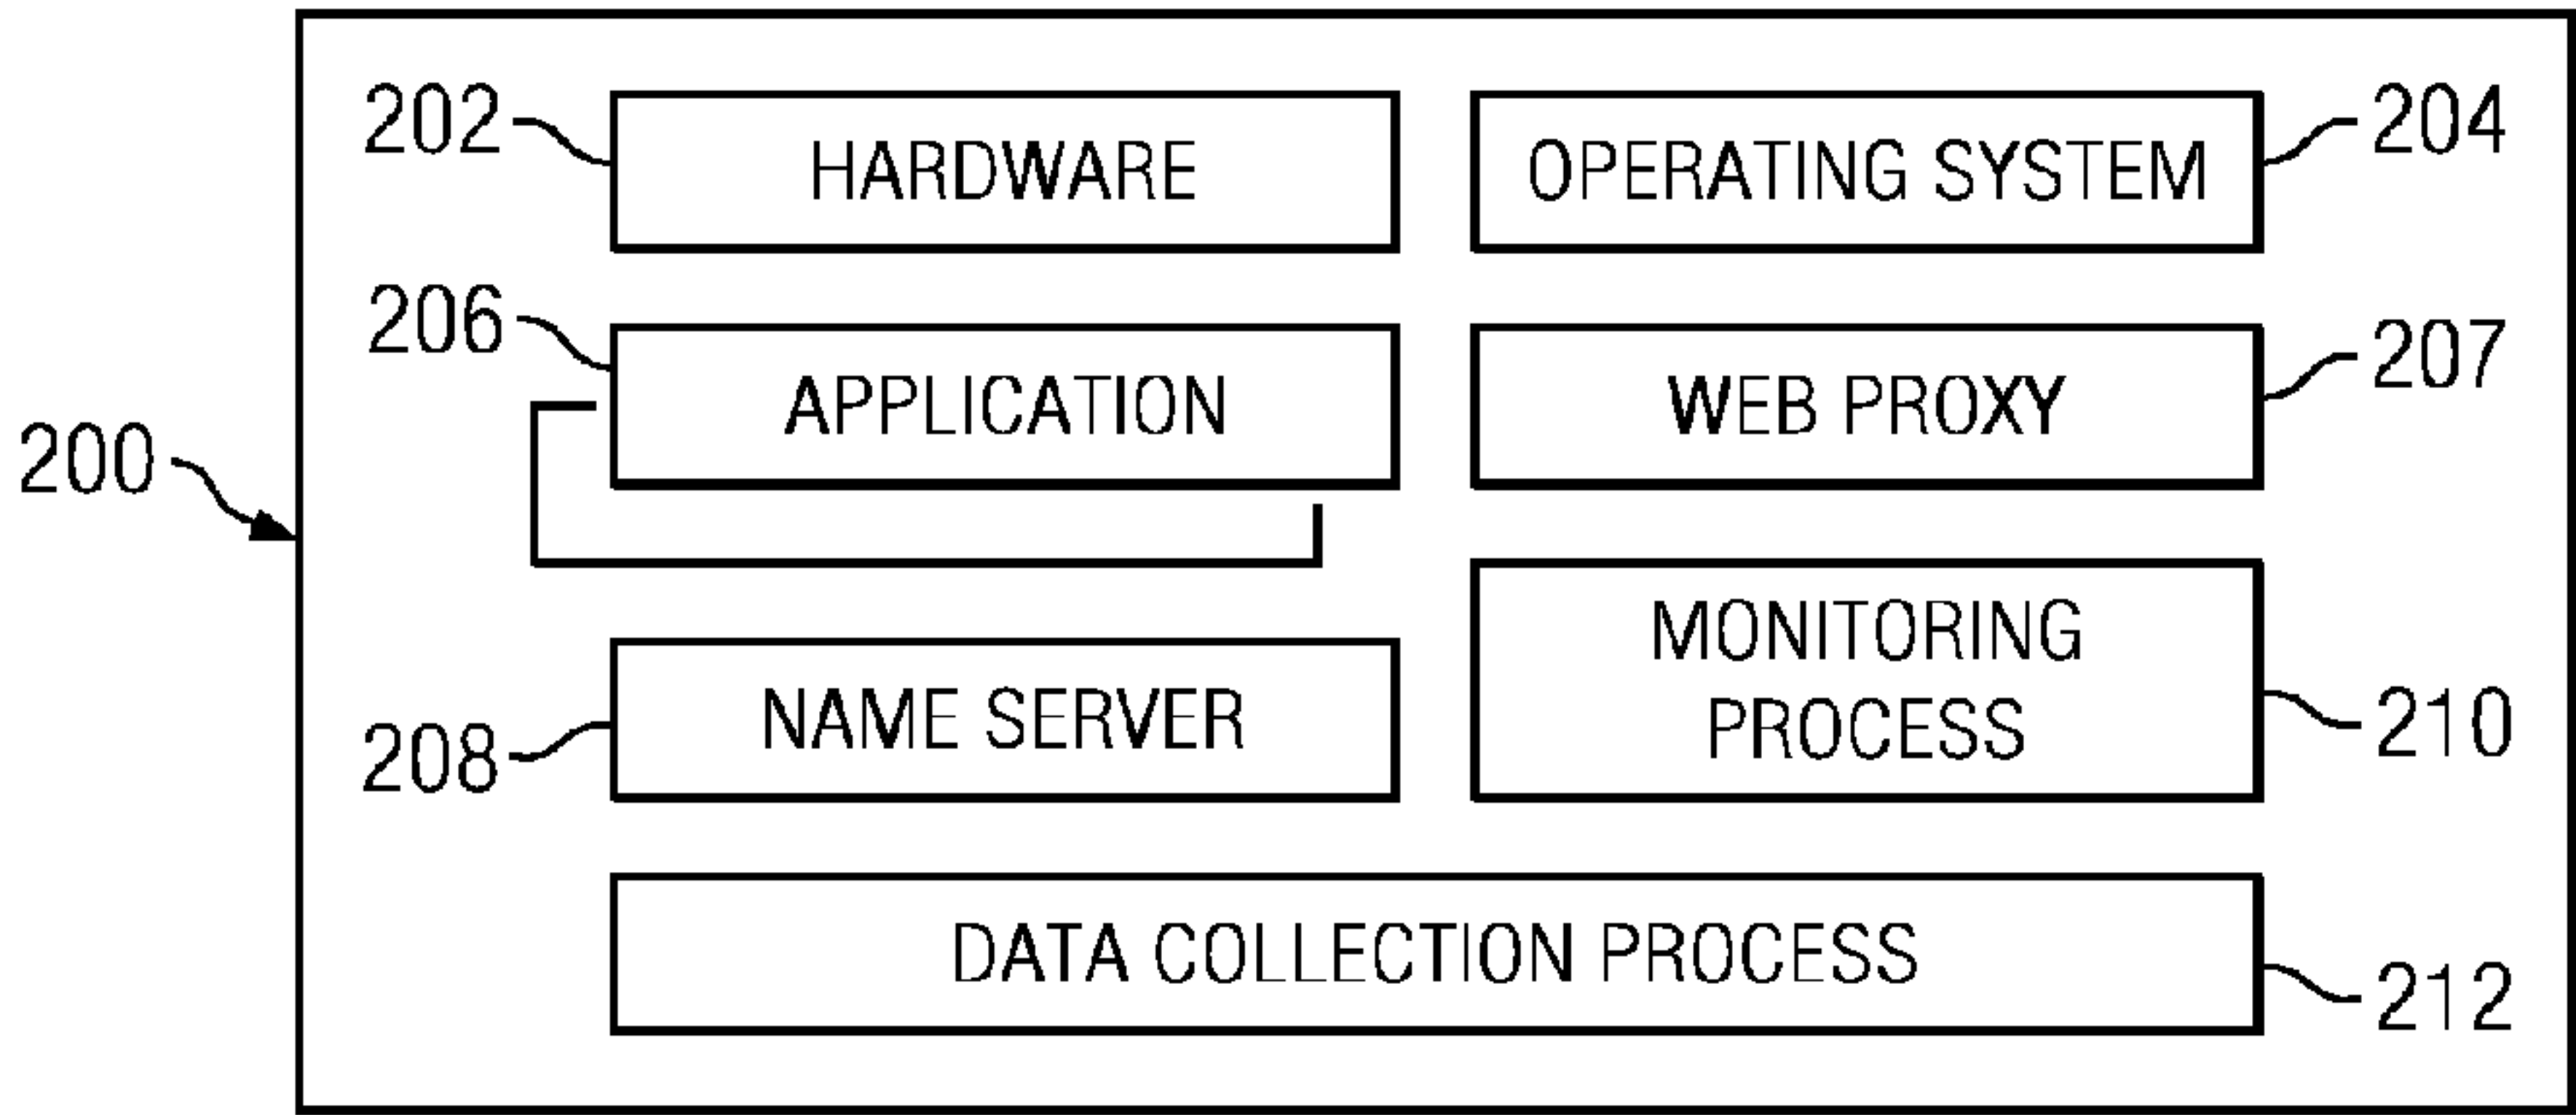 202 HARDWARE OPERATING SYSTEM 204
206 APPLICATION WEB PROXY 207
200
208 NAME SERVER MONITORING
PROCESS 210
DATA COLLECTION PROCESS 212